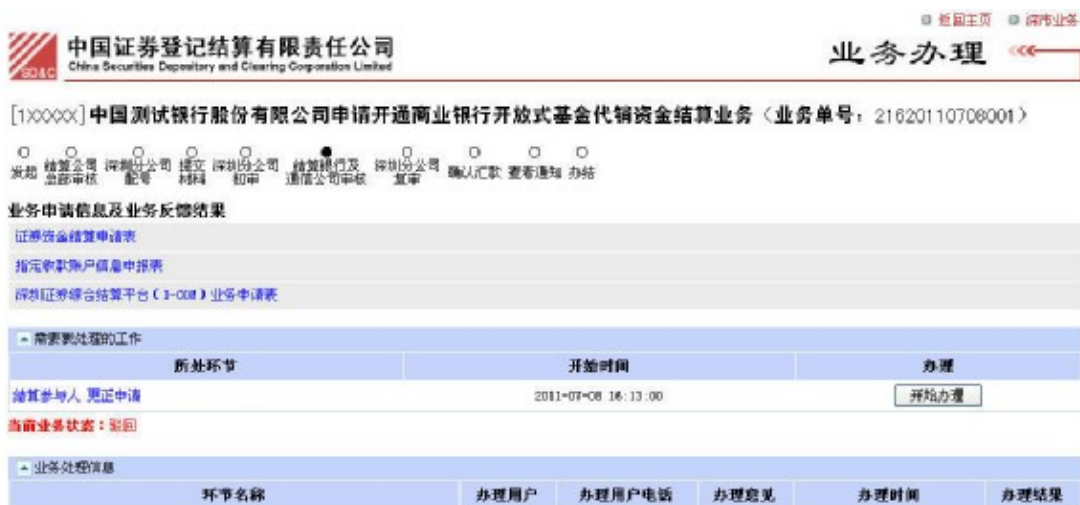 返回主页 深市业务
中国证券登记结算有限责任公司
China Securities Depository and Clearing Corporation Limited
SD&C
业务办理
[1XXXXX]中国测试银行股份有限公司申请开通商业银行开放式基金代销资金结算业务(业务单号:21620110708001)
发起 结算公司总部审核 深圳分公司配号 提交材料 深圳分公司初审 结算银行及通信公司审核 深圳分公司复审 确认汇款 查看通知 办结
业务申请信息及业务反馈结果
证券资金结算申请表
指定收款账户信息申报表
深圳证券综合结算平台(D-COM)业务申请表
需要您处理的工作
所处环节 开始时间 办理
结算参与人 更正申请 2011-07-08 16:13:00 开始办理
当前业务状态:驳回
业务处理信息
环节名称 办理用户 办理用户电话 办理意见 办理时间 办理结果